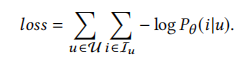 loss = ∑_{u∈𝒰} ∑_{i∈ℐ_u} − log P_θ(i|u).